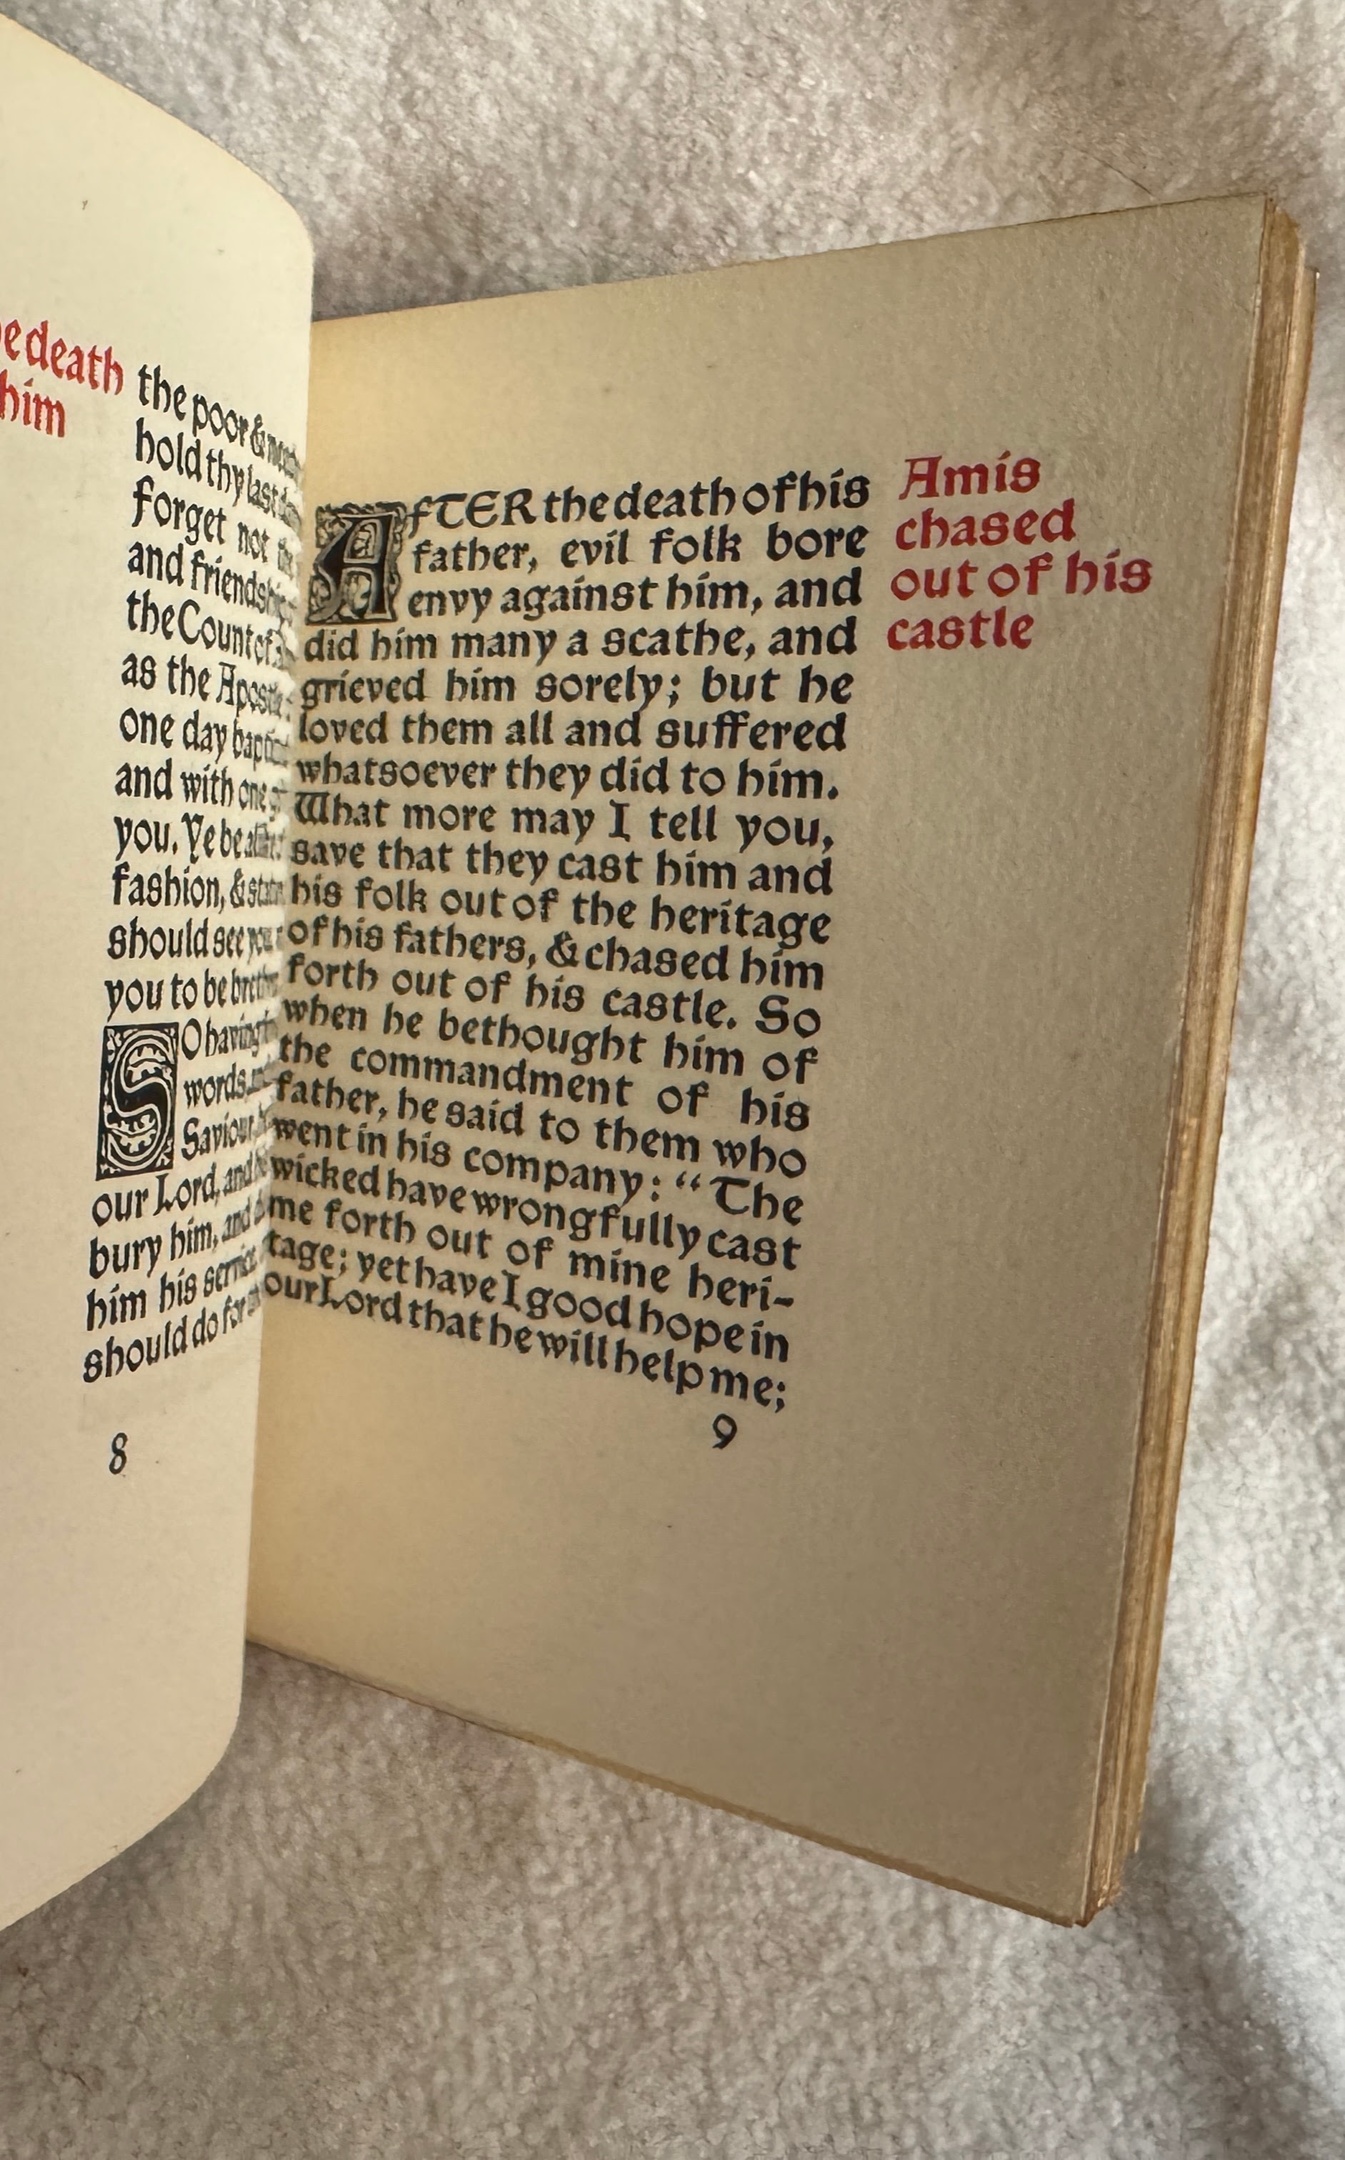 e death
him
the poor &
hold thy last
forget not
and friendship
the Count of
as the Apostle
one day
and with one
you. Ye be
fashion, &
should see
you to be
So having
words
Saviour
our Lord, and
bury him, and
him his service
should do for
8
AfTER the death of his
father, evil folk bore
envy against him, and
did him many a scathe, and
grieved him sorely; but he
loved them all and suffered
whatsoever they did to him.
What more may I tell you,
save that they cast him and
his folk out of the heritage
of his fathers, & chased him
forth out of his castle. So
when he bethought him of
the commandment of his
father, he said to them who
went in his company: “The
wicked have wrongfully cast
me forth out of mine heri-
tage; yet have I good hope in
our Lord that he will help me;
9
Amis
chased
out of his
castle